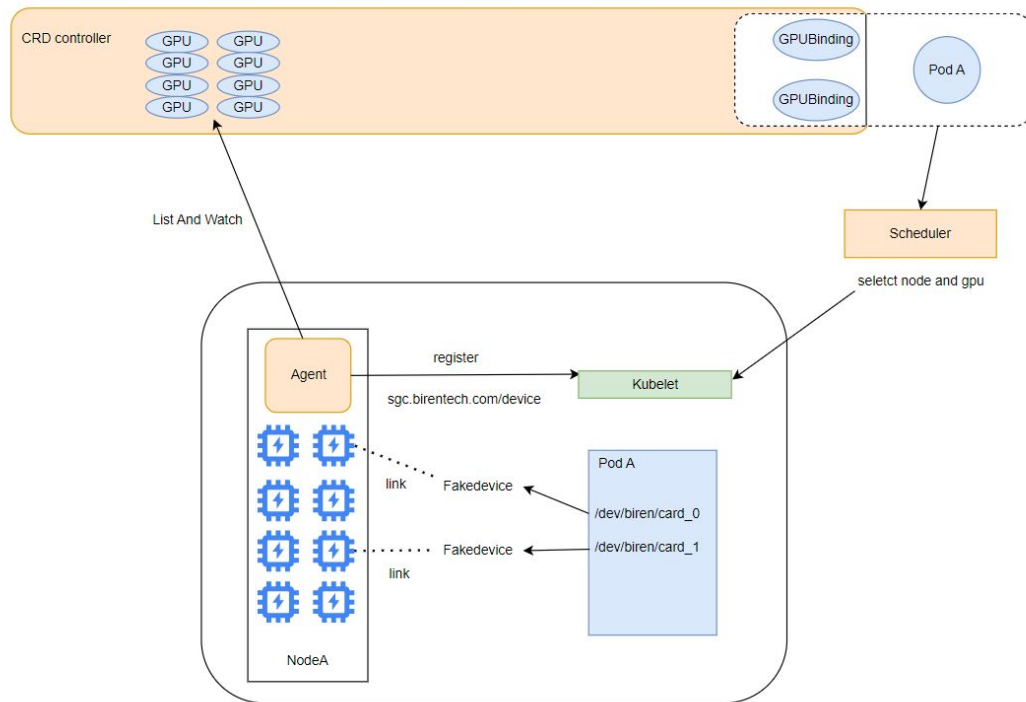 CRD controller
GPU
GPU
GPU
GPU
GPU
GPU
GPU
GPU
GPUBinding
GPUBinding
Pod A
List And Watch
Scheduler
seletct node and gpu
Agent
register
Kubelet
sgc.birentech.com/device
Pod A
link
Fakedevice
/dev/biren/card_0
Fakedevice
/dev/biren/card_1
link
NodeA